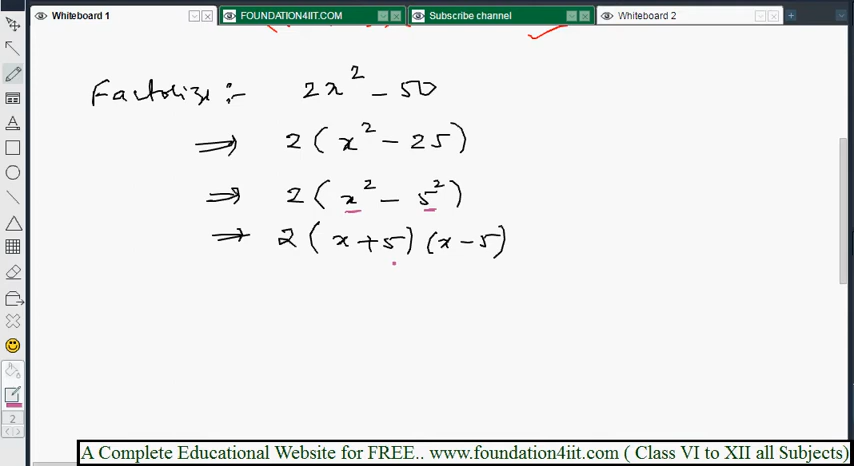 Whiteboard 1 FOUNDATION4IIT.COM Subscribe channel Whiteboard 2
Factorize :- 2x² - 50
⇒ 2(x² - 25)
⇒ 2(x² - 5²)
⇒ 2(x+5)(x-5)
2
A Complete Educational Website for FREE.. www.foundation4iit.com ( Class VI to XII all Subjects)